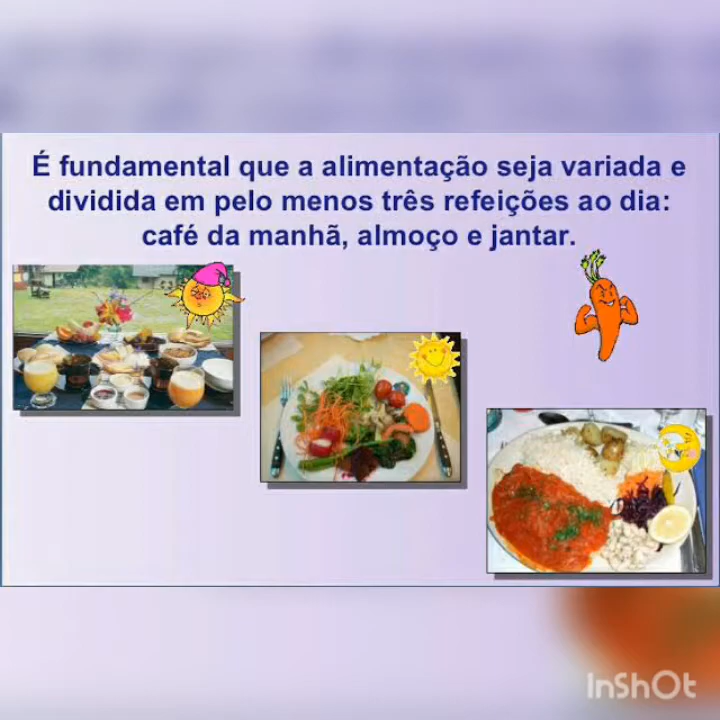 É fundamental que a alimentação seja variada e
dividida em pelo menos três refeições ao dia:
café da manhã, almoço e jantar.
InShOt